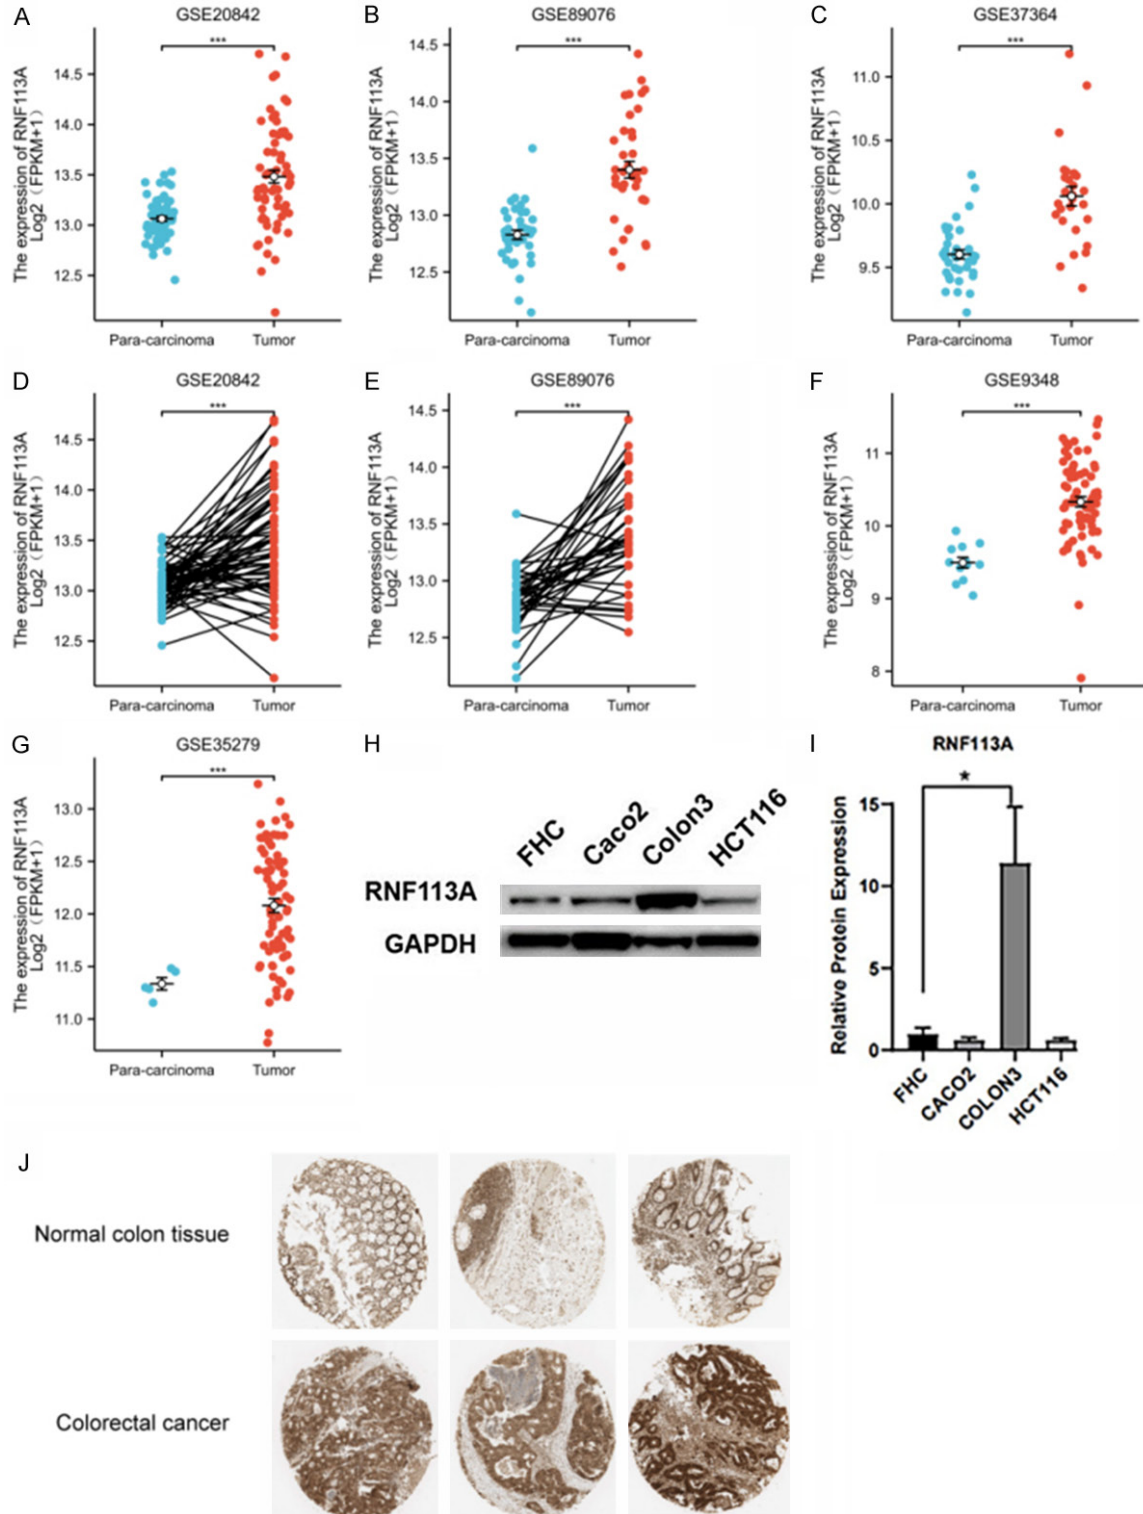 A
GSE20842
***
The expression of RNF113A
Log2（FPKM+1）
14.5
14.0
13.5
13.0
12.5
Para-carcinoma
Tumor
B
GSE89076
***
The expression of RNF113A
Log2（FPKM+1）
14.5
14.0
13.5
13.0
12.5
Para-carcinoma
Tumor
C
GSE37364
***
The expression of RNF113A
Log2（FPKM+1）
11.0
10.5
10.0
9.5
Para-carcinoma
Tumor
D
GSE20842
***
The expression of RNF113A
Log2（FPKM+1）
14.5
14.0
13.5
13.0
12.5
Para-carcinoma
Tumor
E
GSE89076
***
The expression of RNF113A
Log2（FPKM+1）
14.5
14.0
13.5
13.0
12.5
Para-carcinoma
Tumor
F
GSE9348
***
The expression of RNF113A
Log2（FPKM+1）
11
10
9
8
Para-carcinoma
Tumor
G
GSE35279
***
The expression of RNF113A
Log2（FPKM+1）
13.0
12.5
12.0
11.5
11.0
Para-carcinoma
Tumor
H
FHC
Caco2
Colon3
HCT116
RNF113A
GAPDH
I
RNF113A
*
Relative Protein Expression
15
10
5
0
FHC
CACO2
COLON3
HCT116
J
Normal colon tissue
Colorectal cancer